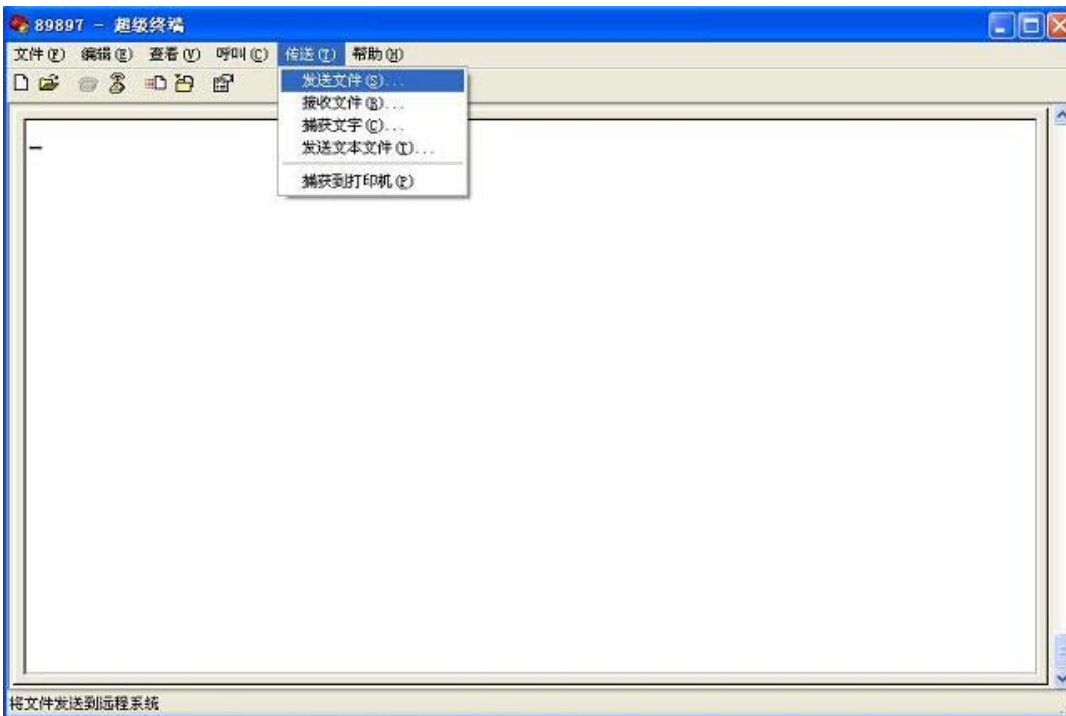 89897 - 超级终端
文件(F) 编辑(E) 查看(V) 呼叫(C) 传送(T) 帮助(H)
发送文件(S)...
接收文件(R)...
捕获文字(C)...
发送文本文件(T)...
捕获到打印机(P)
将文件发送到远程系统